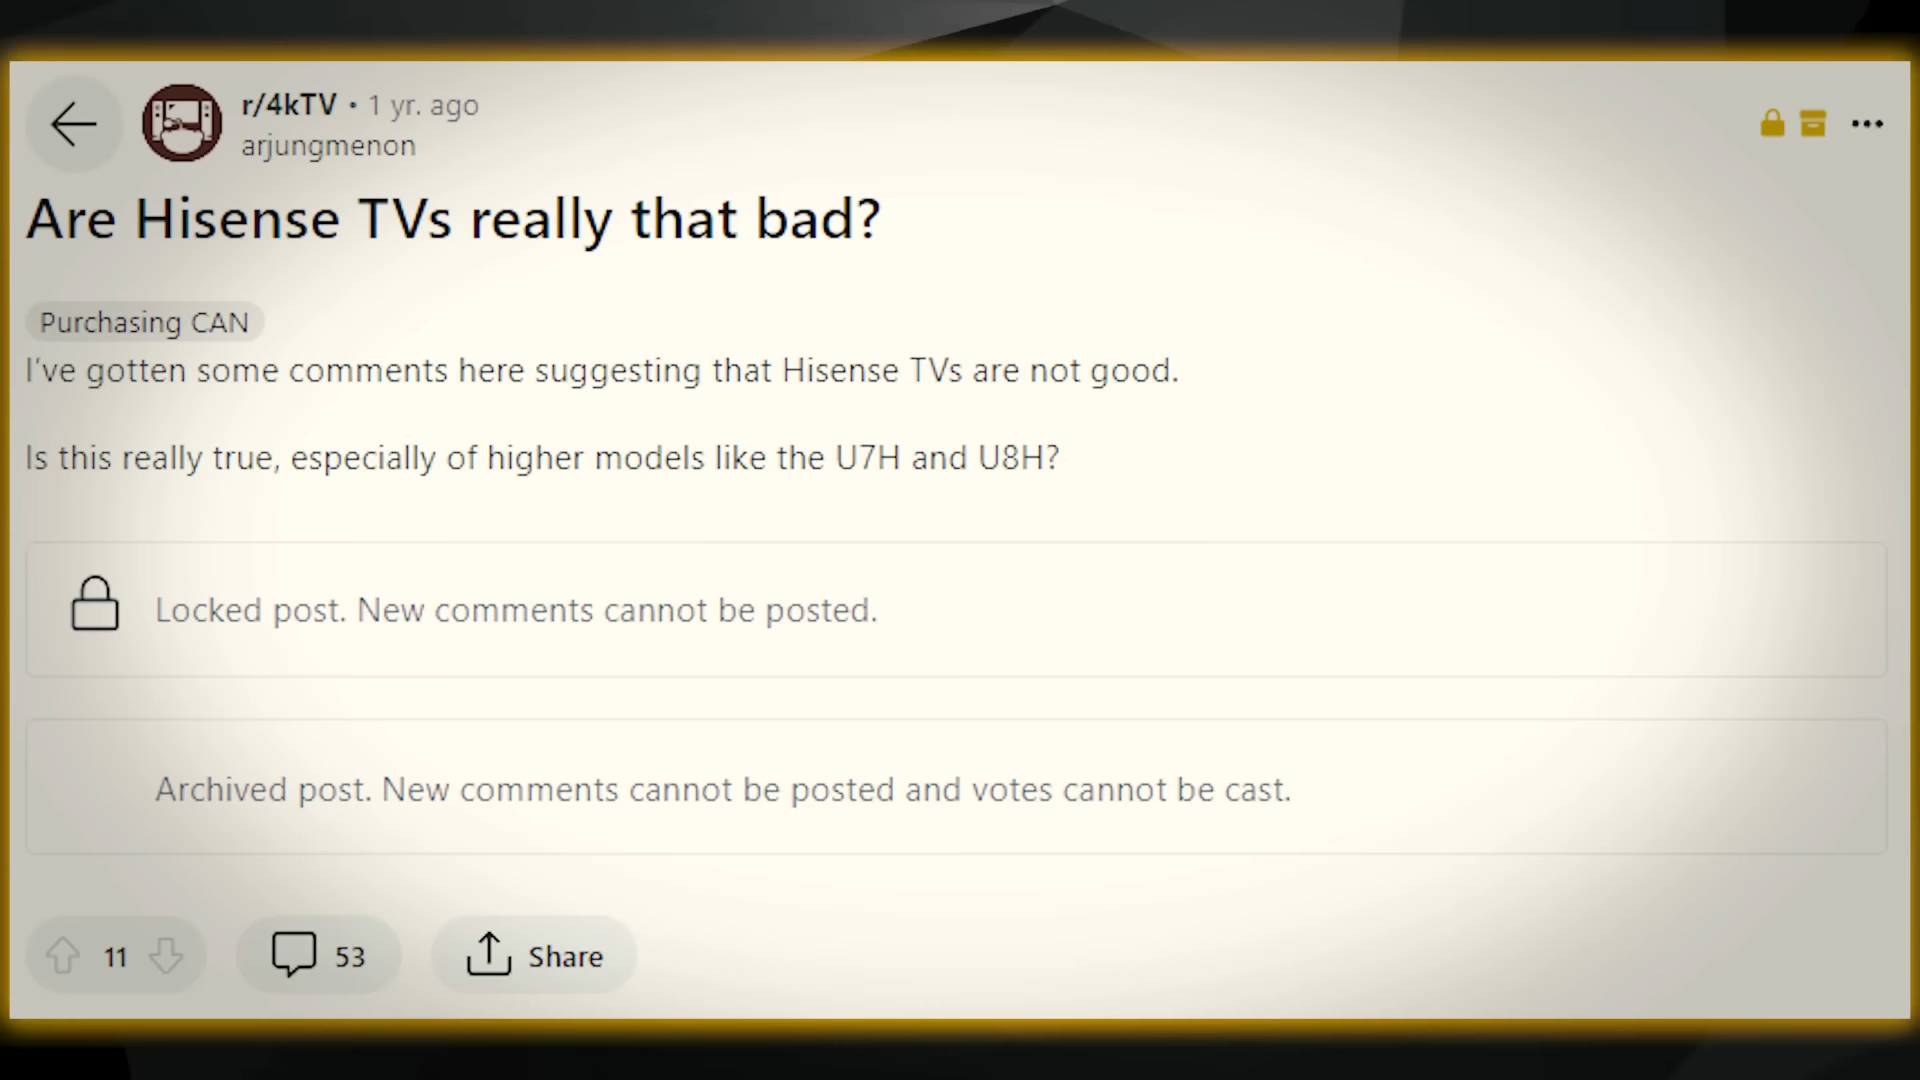 r/4kTV • 1 yr. ago
arjungmenon
Are Hisense TVs really that bad?
Purchasing CAN
I've gotten some comments here suggesting that Hisense TVs are not good.
Is this really true, especially of higher models like the U7H and U8H?
Locked post. New comments cannot be posted.
Archived post. New comments cannot be posted and votes cannot be cast.
11 53 Share